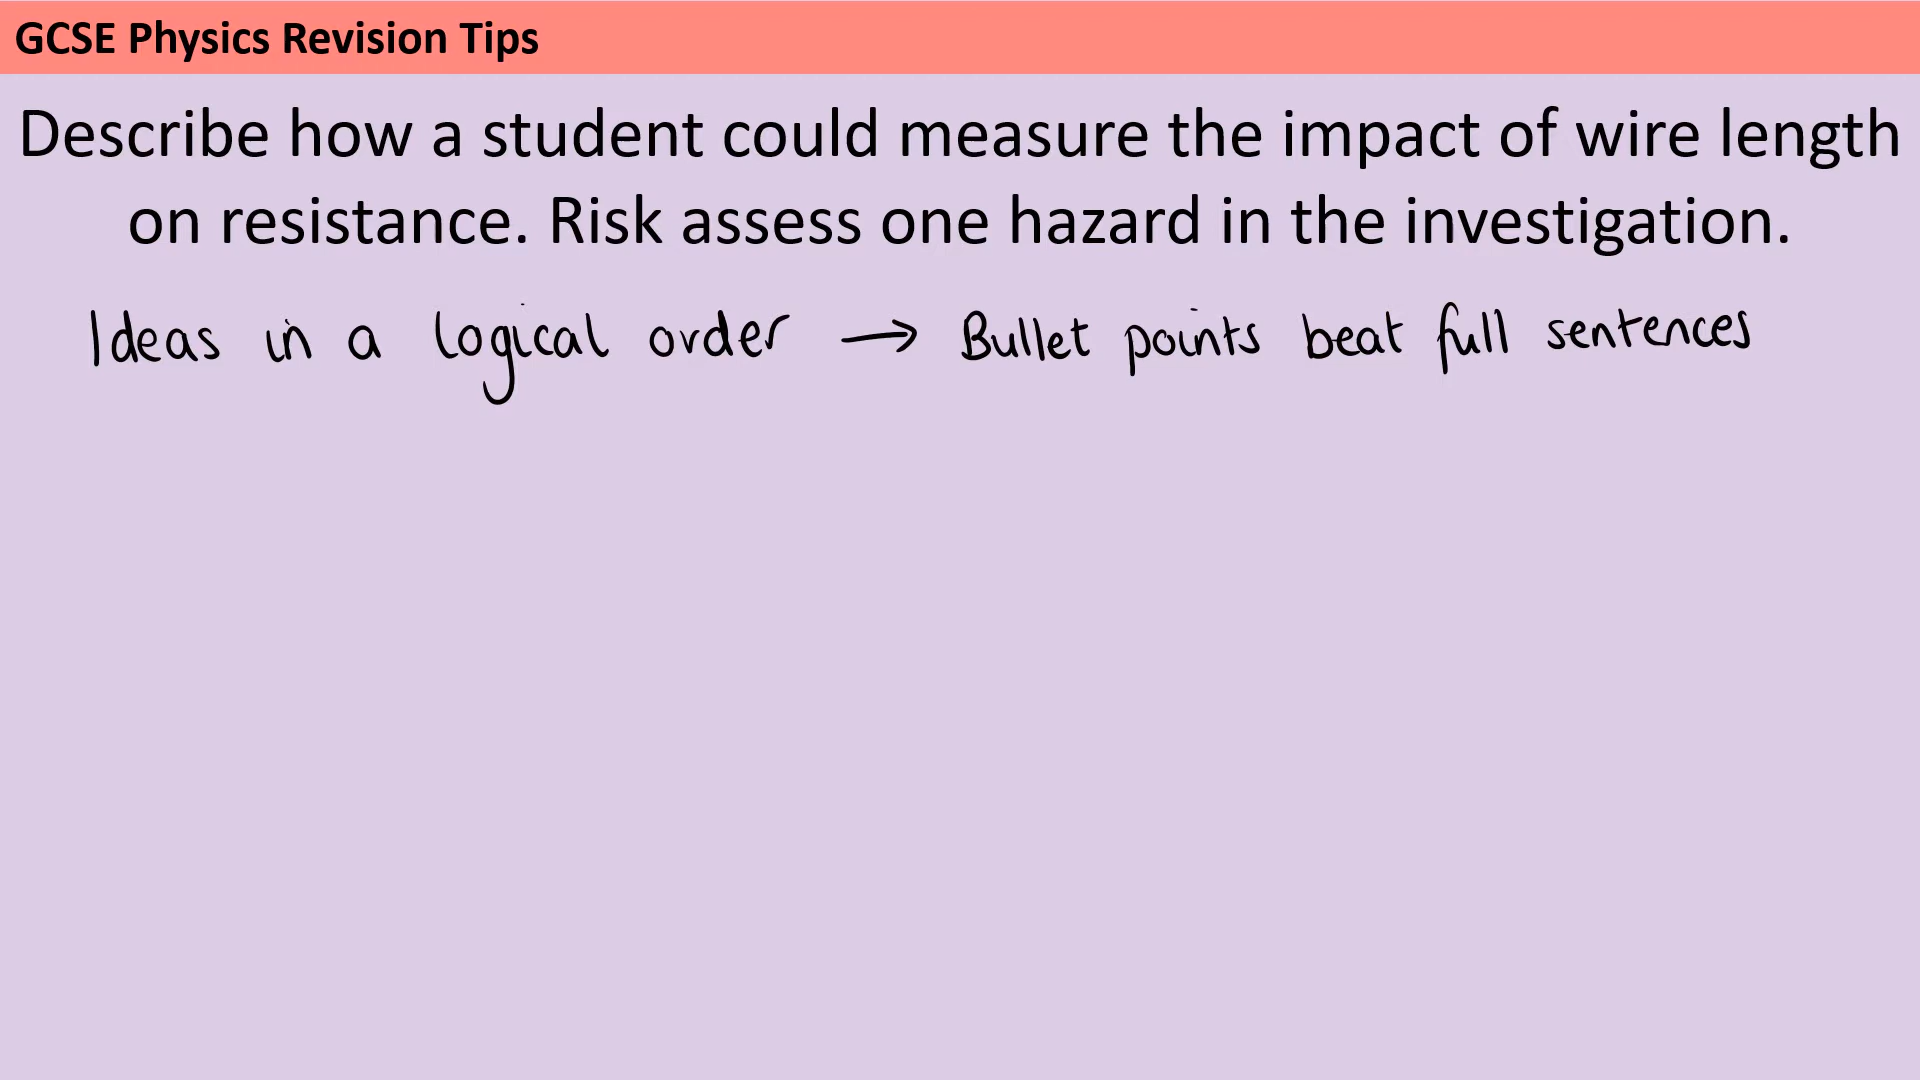 GCSE Physics Revision Tips
Describe how a student could measure the impact of wire length
on resistance. Risk assess one hazard in the investigation.
Ideas in a logical order → Bullet points beat full sentences